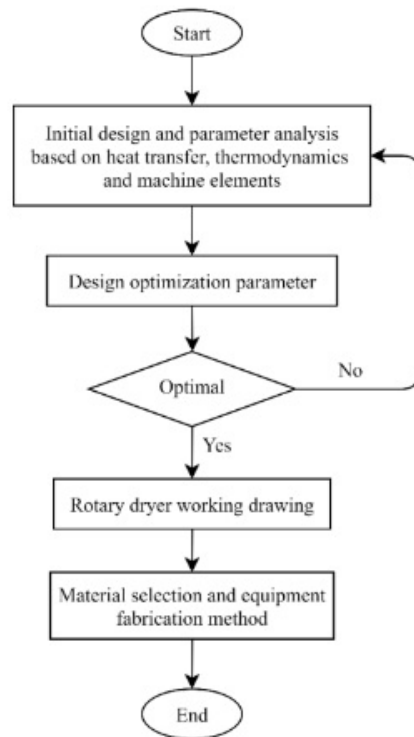 Start
Initial design and parameter analysis
based on heat transfer, thermodynamics
and machine elements
Design optimization parameter
Optimal
No
Yes
Rotary dryer working drawing
Material selection and equipment
fabrication method
End